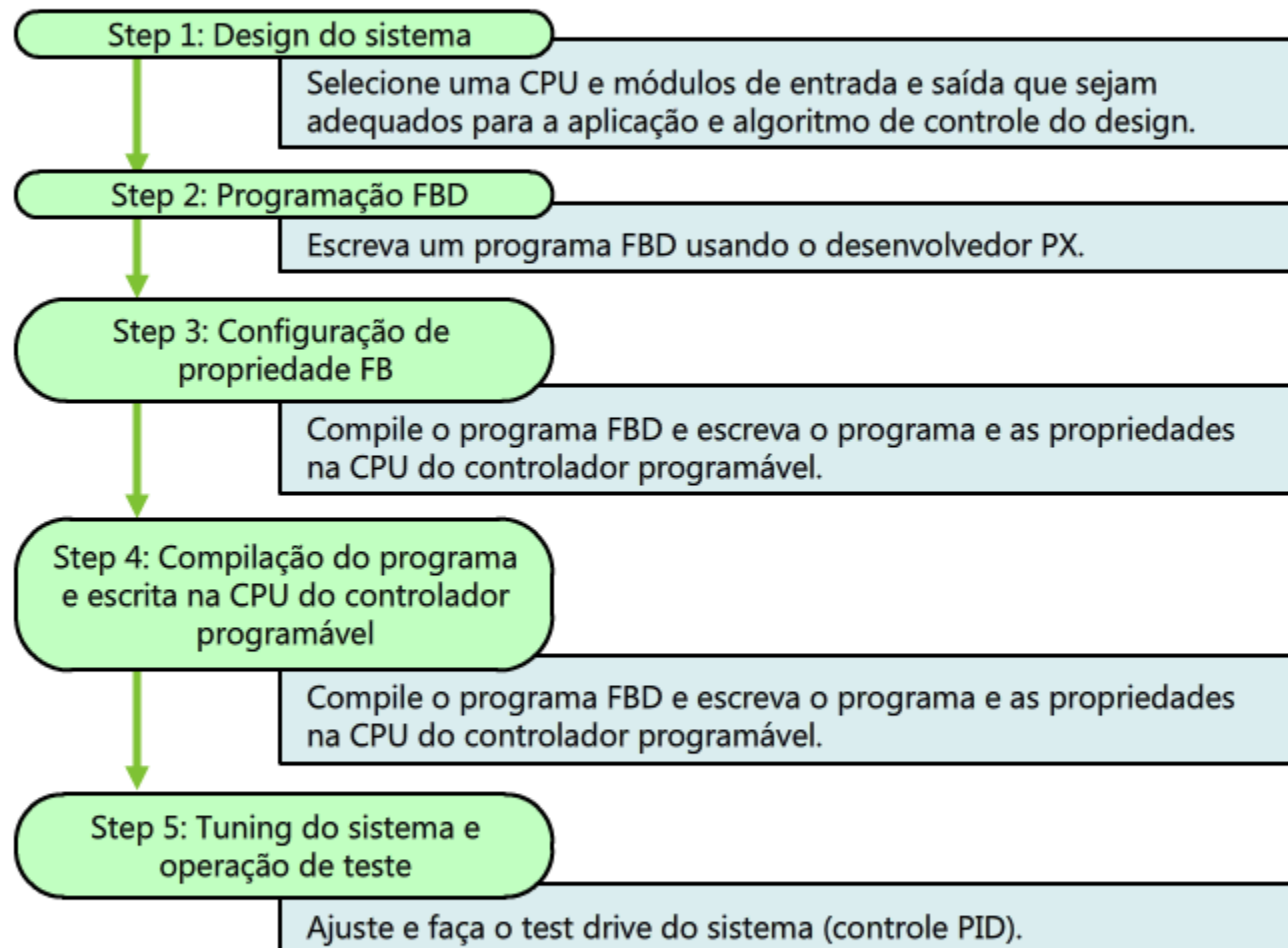 Step 1: Design do sistema
Selecione uma CPU e módulos de entrada e saída que sejam
adequados para a aplicação e algoritmo de controle do design.
Step 2: Programação FBD
Escreva um programa FBD usando o desenvolvedor PX.
Step 3: Configuração de
propriedade FB
Compile o programa FBD e escreva o programa e as propriedades
na CPU do controlador programável.
Step 4: Compilação do programa
e escrita na CPU do controlador
programável
Compile o programa FBD e escreva o programa e as propriedades
na CPU do controlador programável.
Step 5: Tuning do sistema e
operação de teste
Ajuste e faça o test drive do sistema (controle PID).